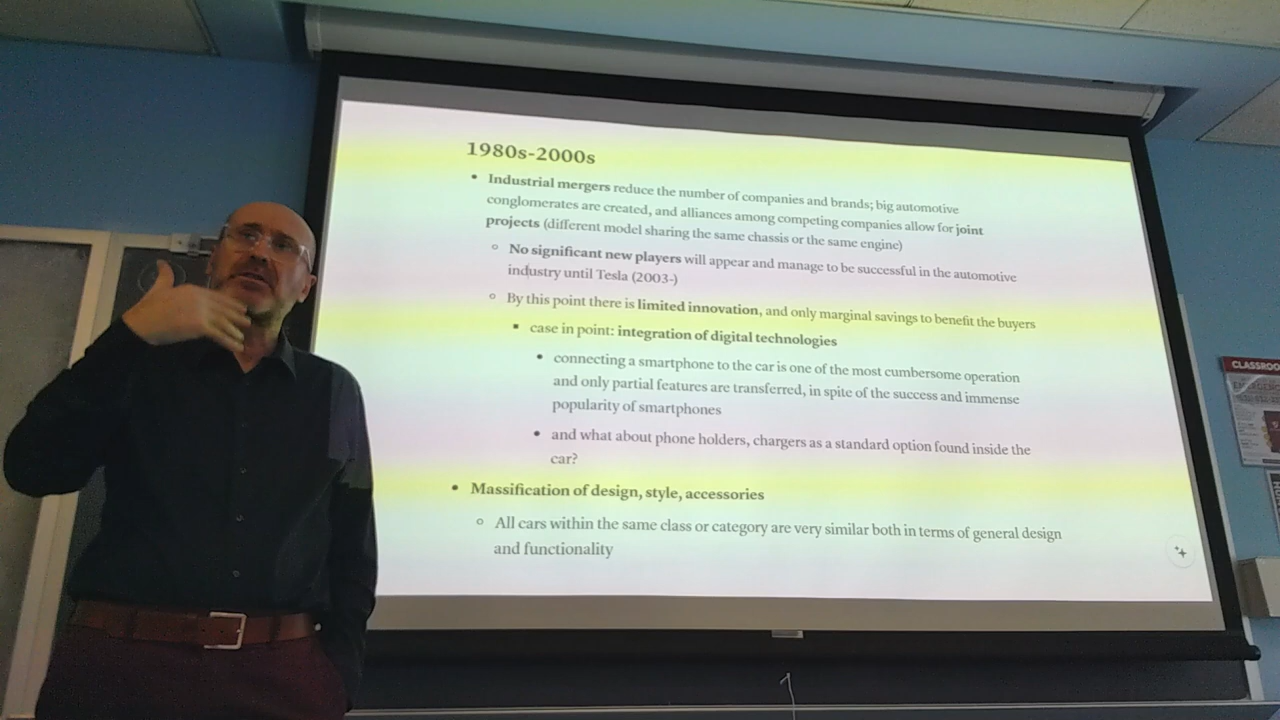 1980s-2000s
• Industrial mergers reduce the number of companies and brands; big automotive
conglomerates are created, and alliances among competing companies allow for joint
projects (different model sharing the same chassis or the same engine)
◦ No significant new players will appear and manage to be successful in the automotive
industry until Tesla (2003-)
◦ By this point there is limited innovation, and only marginal savings to benefit the buyers
▪ case in point: integration of digital technologies
• connecting a smartphone to the car is one of the most cumbersome operation
and only partial features are transferred, in spite of the success and immense
popularity of smartphones
• and what about phone holders, chargers as a standard option found inside the
car?
• Massification of design, style, accessories
◦ All cars within the same class or category are very similar both in terms of general design
and functionality
CLASSROO